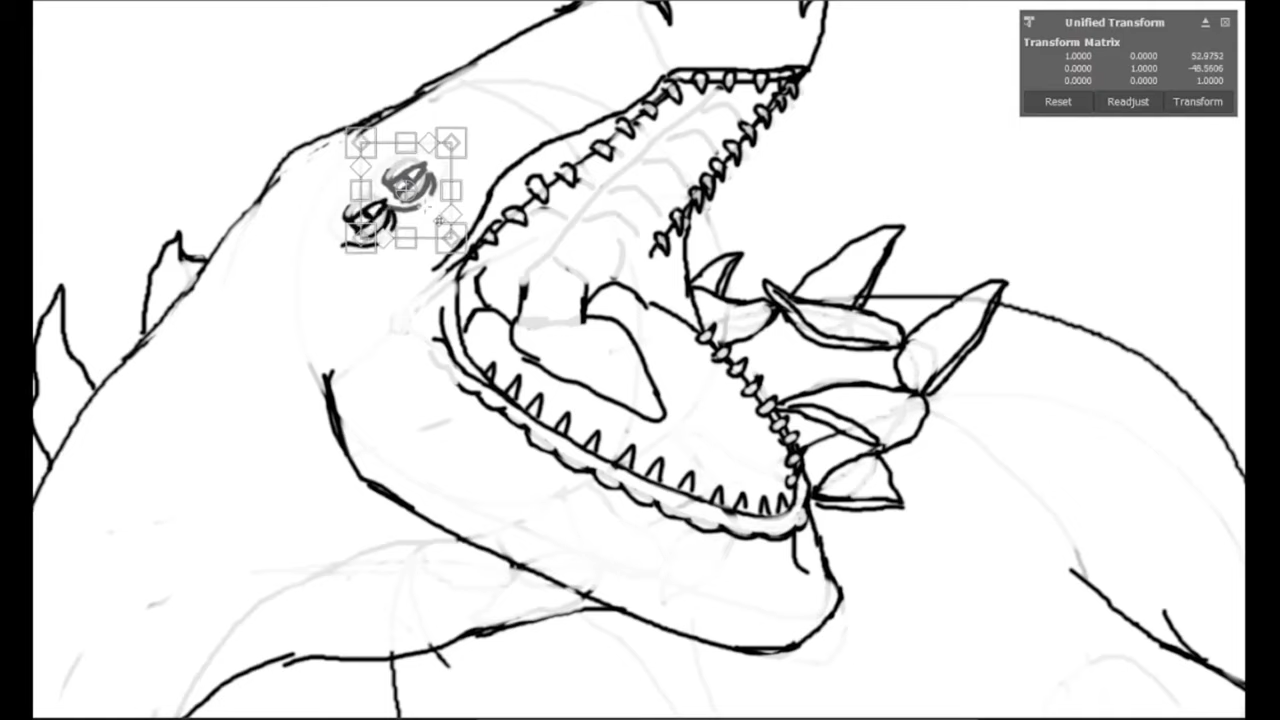 Unified Transform
Transform Matrix
1.0000 0.0000 52.9752
0.0000 1.0000 -48.5606
0.0000 0.0000 1.0000
Reset Readjust Transform